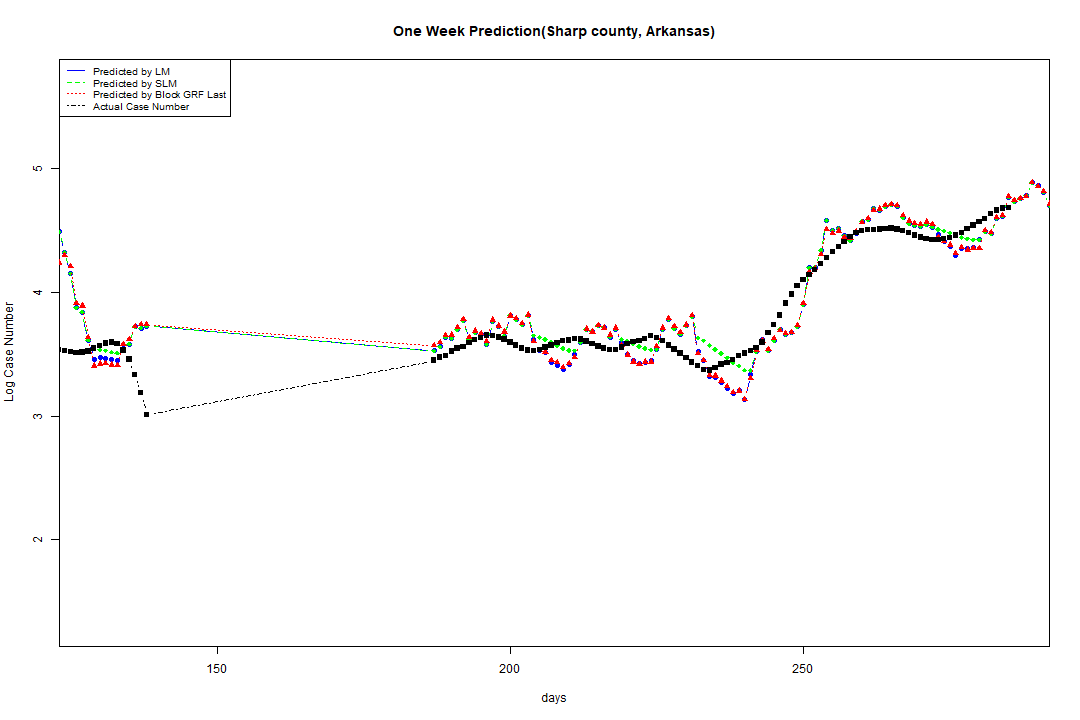 One Week Prediction(Sharp county, Arkansas)
Predicted by LM
Predicted by SLM
Predicted by Block GRF Last
Actual Case Number
5
4
3
2
Log Case Number
150
200
250
days